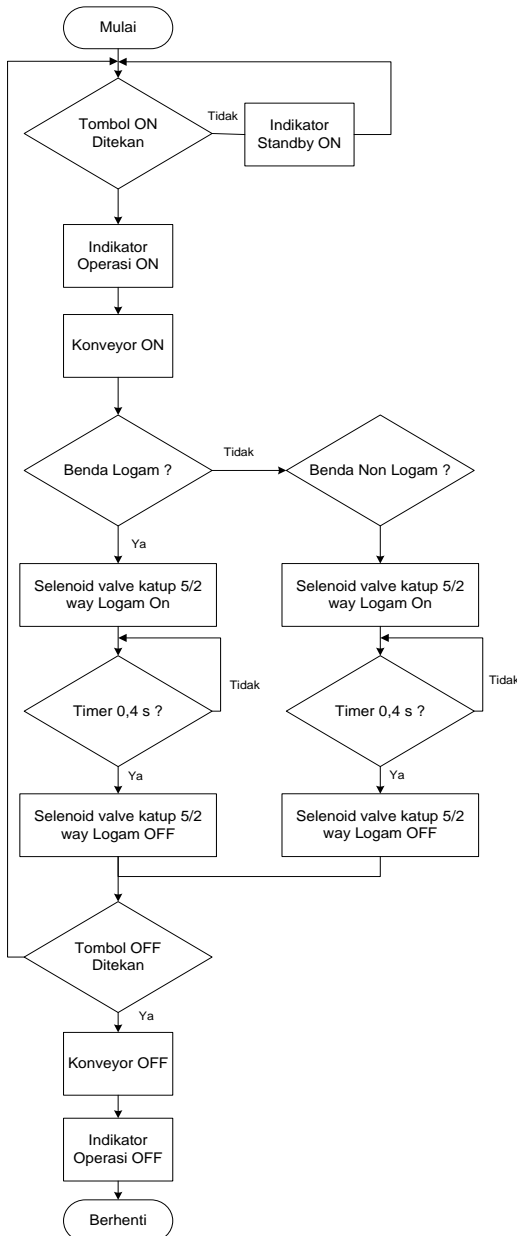 Mulai
Tombol ON
Ditekan
Tidak
Indikator
Standby ON
Indikator
Operasi ON
Konveyor ON
Benda Logam ?
Tidak
Benda Non Logam ?
Ya
Selenoid valve katup 5/2
way Logam On
Selenoid valve katup 5/2
way Logam On
Timer 0,4 s ?
Tidak
Timer 0,4 s ?
Tidak
Ya
Ya
Selenoid valve katup 5/2
way Logam OFF
Selenoid valve katup 5/2
way Logam OFF
Tombol OFF
Ditekan
Ya
Konveyor OFF
Indikator
Operasi OFF
Berhenti